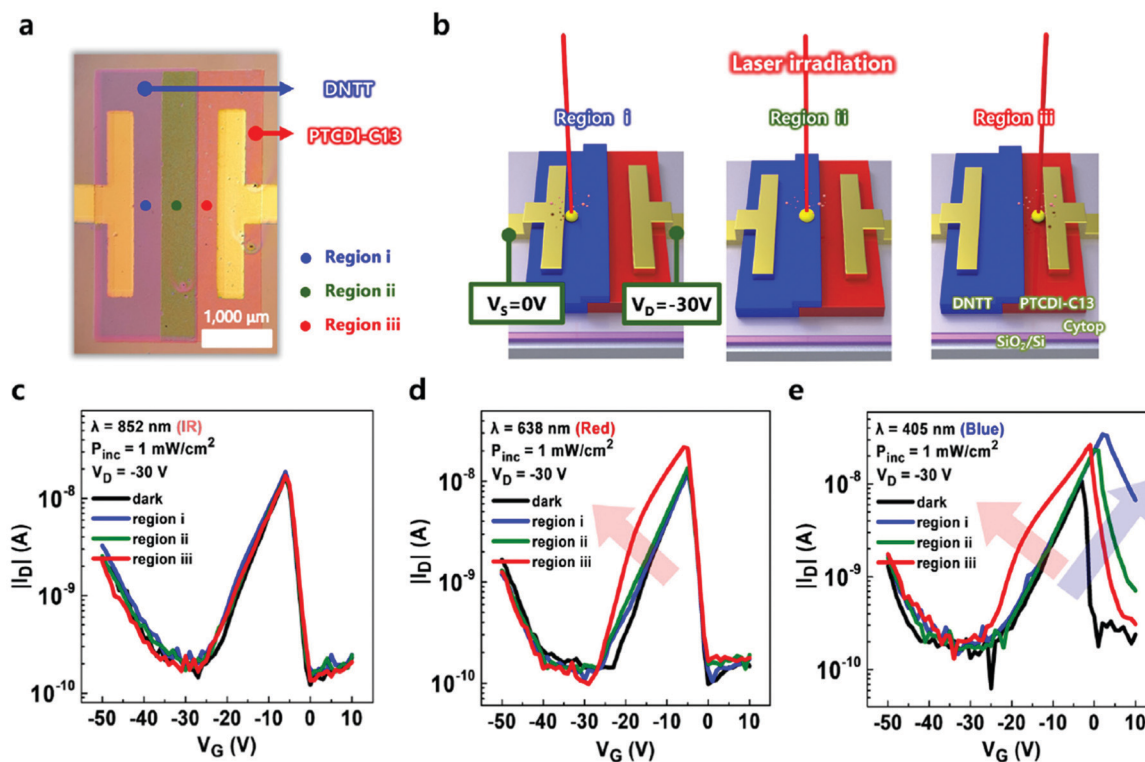 a
DNTT
PTCDI-C13
Region i
Region ii
Region iii
1,000 μm
b
Laser irradiation
Region i
Region ii
Region iii
V_S=0V
V_D=-30V
DNTT
PTCDI-C13
Cytop
SiO₂/Si
c
λ = 852 nm (IR)
P_inc = 1 mW/cm²
V_D = -30 V
dark
region i
region ii
region iii
|I_D| (A)
10⁻⁸
10⁻⁹
10⁻¹⁰
-50 -40 -30 -20 -10 0 10
V_G (V)
d
λ = 638 nm (Red)
P_inc = 1 mW/cm²
V_D = -30 V
dark
region i
region ii
region iii
|I_D| (A)
10⁻⁸
10⁻⁹
10⁻¹⁰
-50 -40 -30 -20 -10 0 10
V_G (V)
e
λ = 405 nm (Blue)
P_inc = 1 mW/cm²
V_D = -30 V
dark
region i
region ii
region iii
|I_D| (A)
10⁻⁸
10⁻⁹
10⁻¹⁰
-50 -40 -30 -20 -10 0 10
V_G (V)